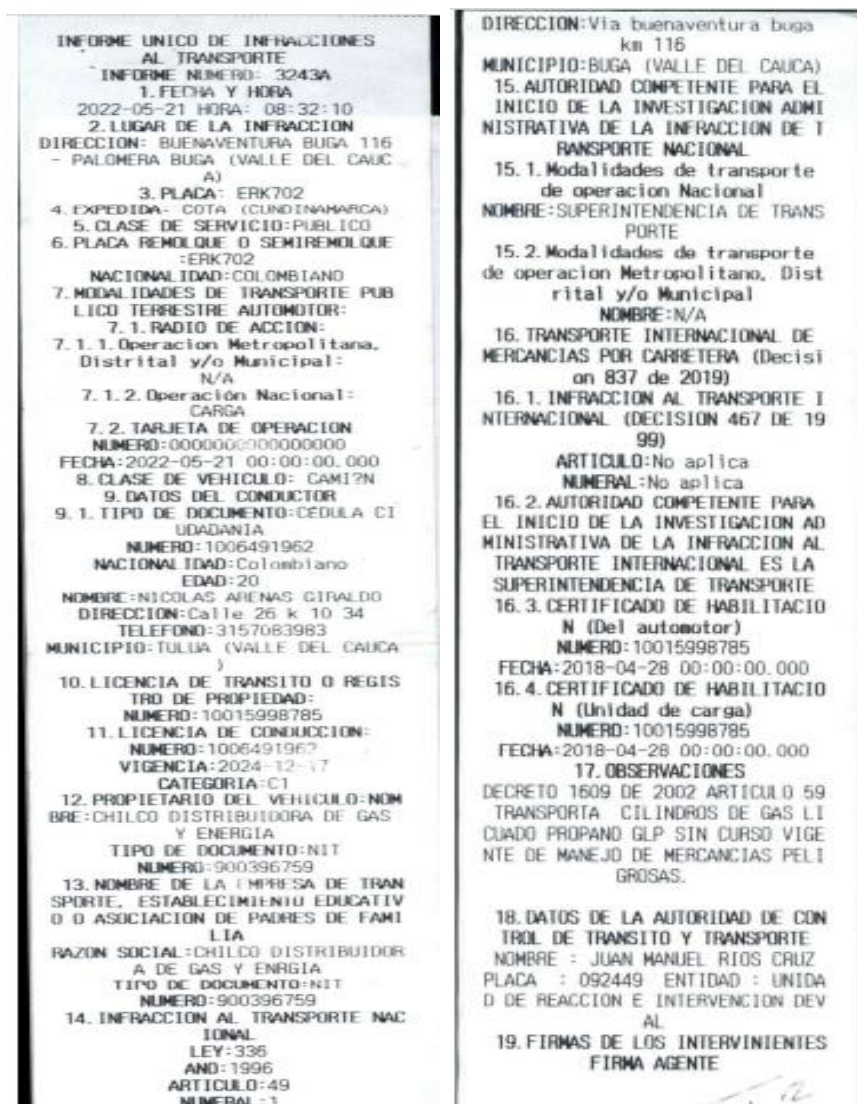 INFORME UNICO DE INFRACCIONES
AL TRANSPORTE
INFORME NUMERO: 3243A
1.FECHA Y HORA
2022-05-21 HORA: 08:32:10
2.LUGAR DE LA INFRACCION
DIRECCION: BUENAVENTURA BUGA 116
- PALOMERA BUGA (VALLE DEL CAUC
A)
3.PLACA: ERK702
4.EXPEDIDA- COTA (CUNDINAMARCA)
5.CLASE DE SERVICIO:PUBLICO
6.PLACA REMOLQUE O SEMIREMOLQUE
:ERK702
NACIONALIDAD:COLOMBIANO
7.MODALIDADES DE TRANSPORTE PUB
LICO TERRESTRE AUTOMOTOR:
7.1.RADIO DE ACCION:
7.1.1.Operacion Metropolitana,
Distrital y/o Municipal:
N/A
7.1.2.Operación Nacional:
CARGA
7.2.TARJETA DE OPERACION
NUMERO:0000000000000000
FECHA:2022-05-21 00:00:00.000
8.CLASE DE VEHICULO: CAMI?N
9.DATOS DEL CONDUCTOR
9.1.TIPO DE DOCUMENTO:CÉDULA CI
UDADANIA
NUMERO:1006491962
NACIONALIDAD:Colombiano
EDAD:20
NOMBRE:NICOLAS ARENAS GIRALDO
DIRECCION:Calle 26 k 10 34
TELEFONO:3157083983
MUNICIPIO:TULUA (VALLE DEL CAUCA
)
10.LICENCIA DE TRANSITO O REGIS
TRO DE PROPIEDAD:
NUMERO:10015998785
11.LICENCIA DE CONDUCCION:
NUMERO:1006491962
VIGENCIA:2024-12-17
CATEGORIA:C1
12.PROPIETARIO DEL VEHICULO:NOM
BRE:CHILCO DISTRIBUIDORA DE GAS
Y ENERGIA
TIPO DE DOCUMENTO:NIT
NUMERO:900396759
13.NOMBRE DE LA EMPRESA DE TRAN
SPORTE, ESTABLECIMIENTO EDUCATIV
O O ASOCIACION DE PADRES DE FAMI
LIA
RAZON SOCIAL:CHILCO DISTRIBUIDOR
A DE GAS Y ENRGIA
TIPO DE DOCUMENTO:NIT
NUMERO:900396759
14.INFRACCION AL TRANSPORTE NAC
IONAL
LEY:336
ANO:1996
ARTICULO:49
NUMERAL:1
DIRECCION:Via buenaventura buga
km 116
MUNICIPIO:BUGA (VALLE DEL CAUCA)
15.AUTORIDAD COMPETENTE PARA EL
INICIO DE LA INVESTIGACION ADMI
NISTRATIVA DE LA INFRACCION DE T
RANSPORTE NACIONAL
15.1.Modalidades de transporte
de operacion Nacional
NOMBRE:SUPERINTENDENCIA DE TRANS
PORTE
15.2.Modalidades de transporte
de operacion Metropolitano, Dist
rital y/o Municipal
NOMBRE:N/A
16.TRANSPORTE INTERNACIONAL DE
MERCANCIAS POR CARRETERA (Decisi
on 837 de 2019)
16.1.INFRACCION AL TRANSPORTE I
NTERNACIONAL (DECISION 467 DE 19
99)
ARTICULO:No aplica
NUMERAL:No aplica
16.2.AUTORIDAD COMPETENTE PARA
EL INICIO DE LA INVESTIGACION AD
MINISTRATIVA DE LA INFRACCION AL
TRANSPORTE INTERNACIONAL ES LA
SUPERINTENDENCIA DE TRANSPORTE
16.3.CERTIFICADO DE HABILITACIO
N (Del automotor)
NUMERO:10015998785
FECHA:2018-04-28 00:00:00.000
16.4.CERTIFICADO DE HABILITACIO
N (Unidad de carga)
NUMERO:10015998785
FECHA:2018-04-28 00:00:00.000
17.OBSERVACIONES
DECRETO 1609 DE 2002 ARTICULO 59
TRANSPORTA CILINDROS DE GAS LI
CUADO PROPANO GLP SIN CURSO VIGE
NTE DE MANEJO DE MERCANCIAS PELI
GROSAS.
18.DATOS DE LA AUTORIDAD DE CON
TROL DE TRANSITO Y TRANSPORTE
NOMBRE : JUAN MANUEL RIOS CRUZ
PLACA : 092449 ENTIDAD : UNIDA
D DE REACCION E INTERVENCION DEV
AL
19.FIRMAS DE LOS INTERVINIENTES
FIRMA AGENTE